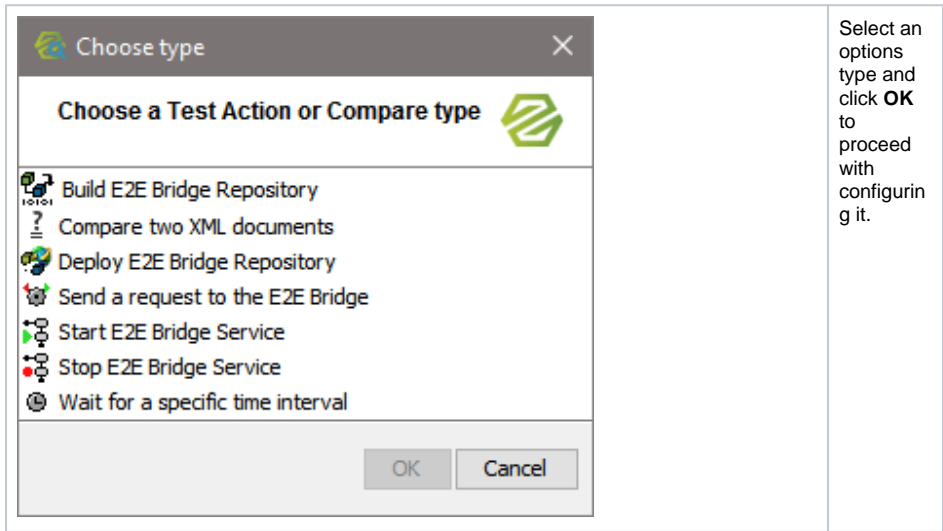 Choose type
Choose a Test Action or Compare type
Build E2E Bridge Repository
Compare two XML documents
Deploy E2E Bridge Repository
Send a request to the E2E Bridge
Start E2E Bridge Service
Stop E2E Bridge Service
Wait for a specific time interval
OK Cancel
Select an
options
type and
click OK
to
proceed
with
configurin
g it.